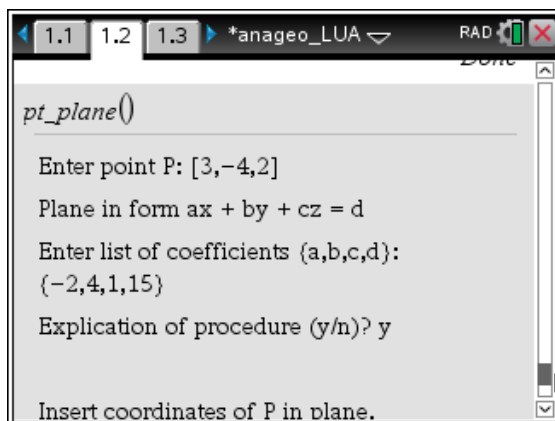 1.1 1.2 1.3 *anageo_LUA RAD
Done
pt_plane()
Enter point P: [3,−4,2]
Plane in form ax + by + cz = d
Enter list of coefficients {a,b,c,d}:
{−2,4,1,15}
Explication of procedure (y/n)? y
Insert coordinates of P in plane.